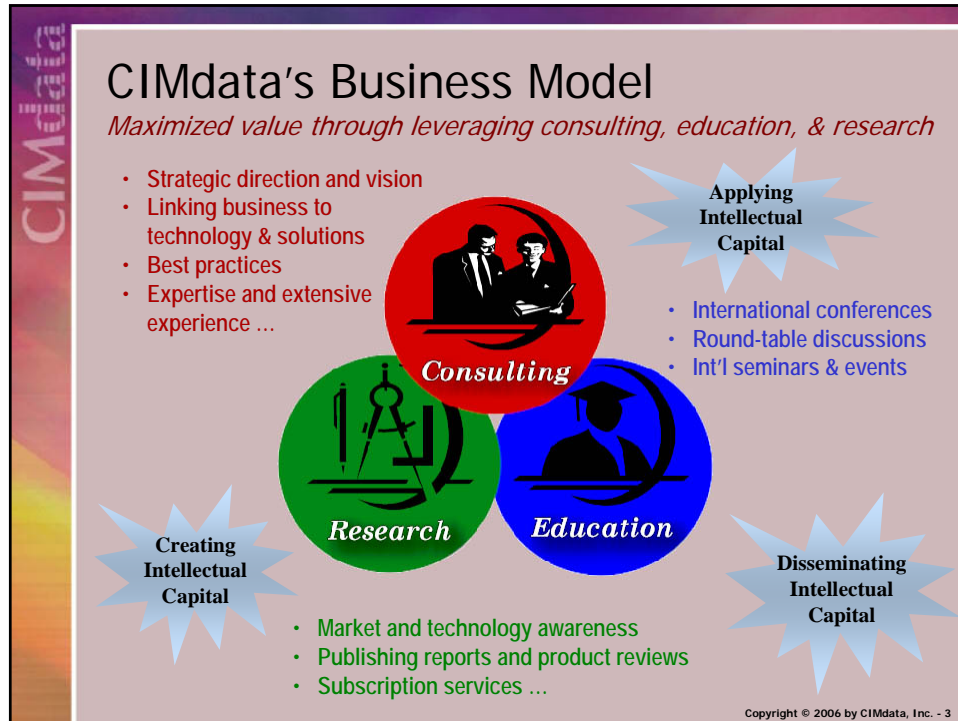 CIMdata
CIMdata's Business Model
Maximized value through leveraging consulting, education, & research
• Strategic direction and vision
• Linking business to
technology & solutions
• Best practices
• Expertise and extensive
experience ...
Applying
Intellectual
Capital
• International conferences
• Round-table discussions
• Int'l seminars & events
Consulting
Research
Education
Creating
Intellectual
Capital
Disseminating
Intellectual
Capital
• Market and technology awareness
• Publishing reports and product reviews
• Subscription services ...
Copyright © 2006 by CIMdata, Inc. - 3